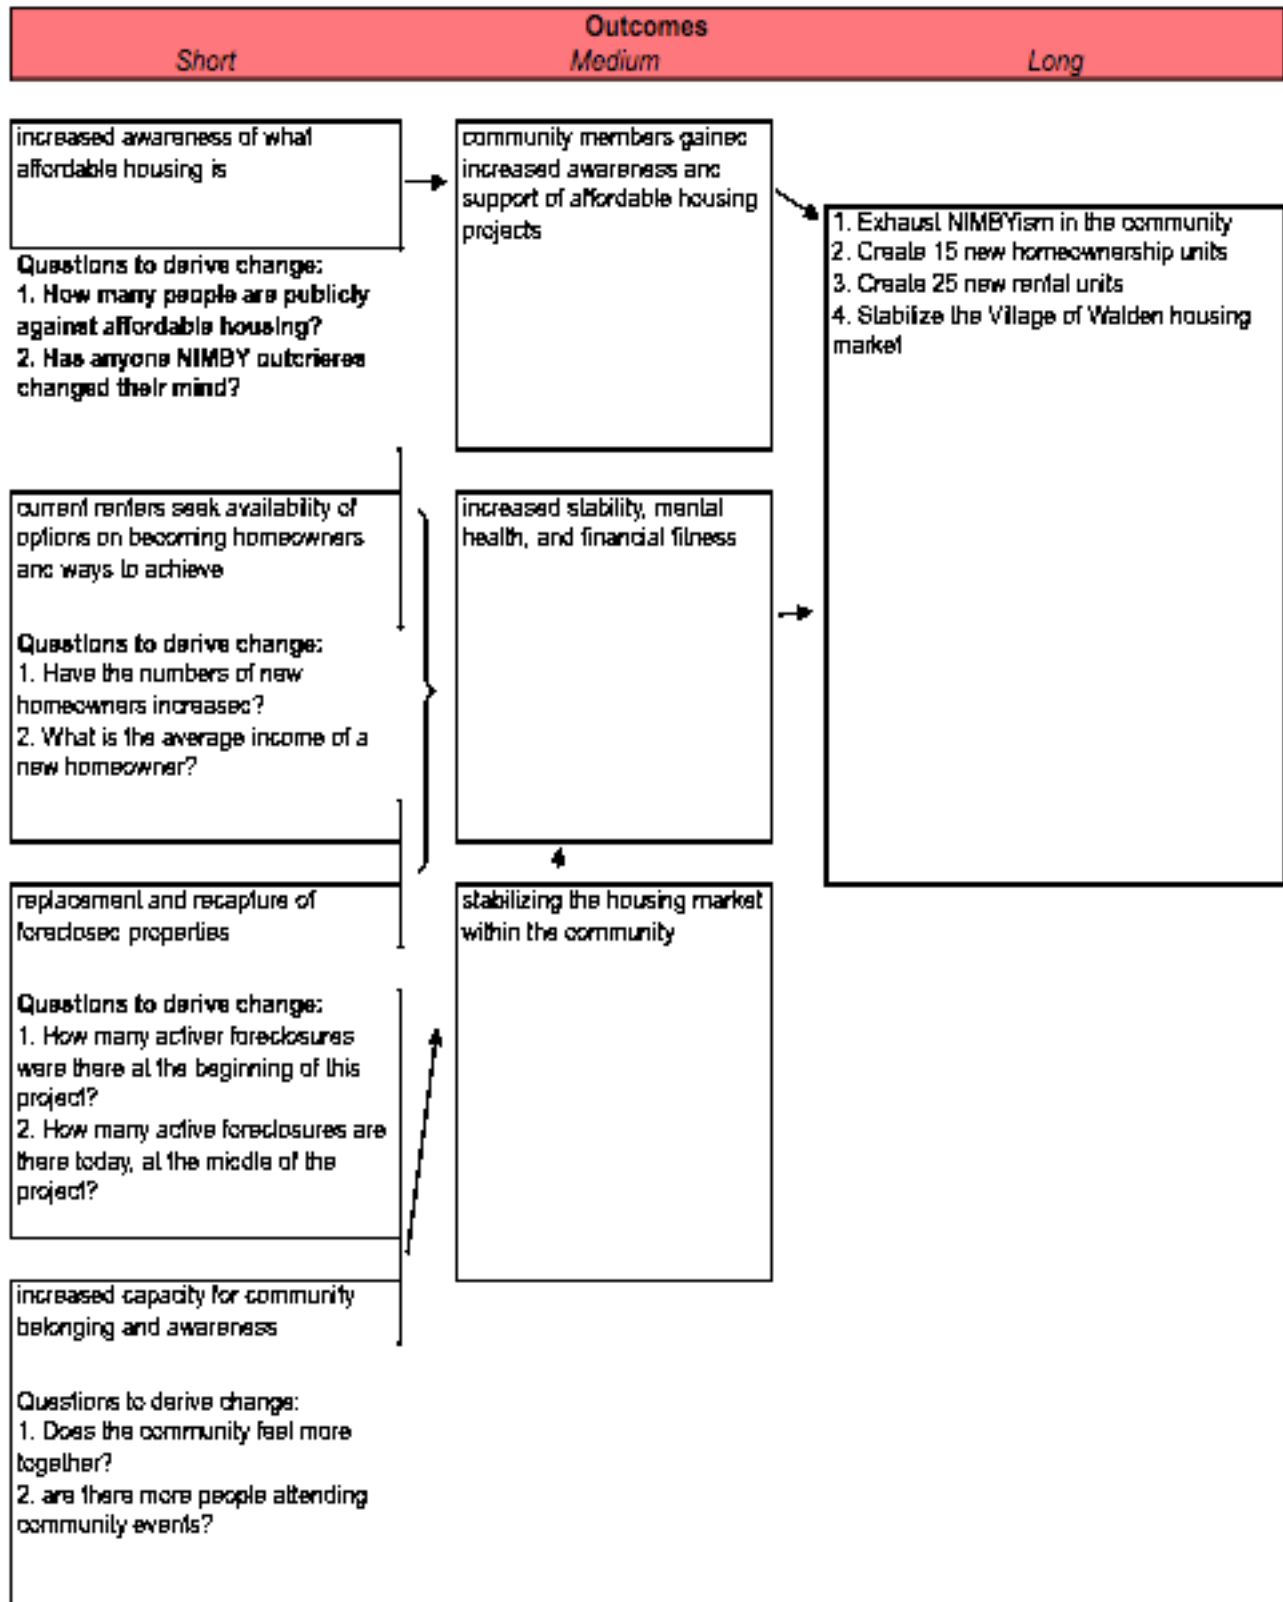 Outcomes
Short Medium Long
increased awareness of what
affordable housing is
Questions to derive change:
1. How many people are publicly
against affordable housing?
2. Has anyone NIMBY outcrieres
changed their mind?
current renters seek availability of
options on becoming homeowners
and ways to achieve
Questions to derive change:
1. Have the numbers of new
homeowners increased?
2. What is the average income of a
new homeowner?
replacement and recapture of
foreclosed properties
Questions to derive change:
1. How many activer foreclosures
were there at the beginning of this
project?
2. How many active foreclosures are
there today, at the middle of the
project?
increased capacity for community
belonging and awareness
Questions to derive change:
1. Does the community feel more
together?
2. are there more people attending
community events?
community members gained
increased awareness and
support of affordable housing
projects
increased stability, mental
health, and financial fitness
stabilizing the housing market
within the community
1. Exhaust NIMBYism in the community
2. Create 15 new homeownership units
3. Create 25 new rental units
4. Stabilize the Village of Walden housing
market